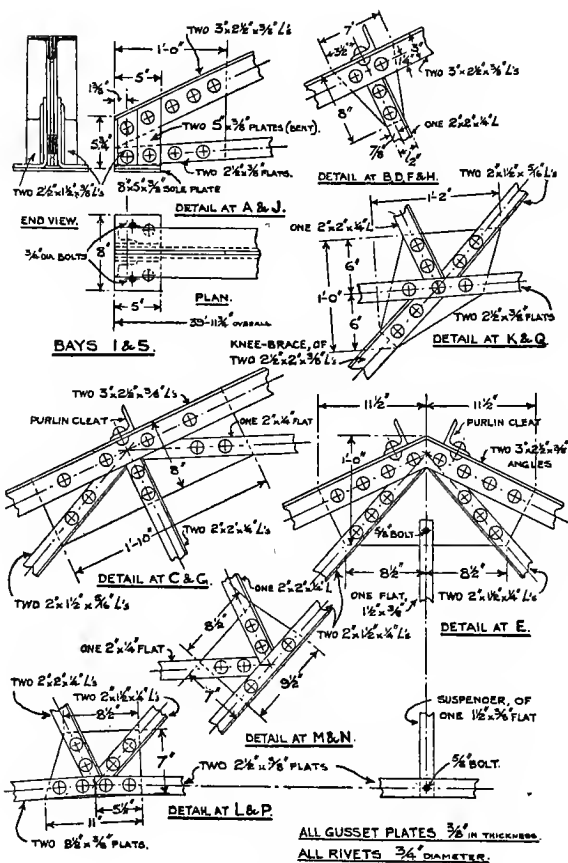 TWO 3"×2½"×⅜" L's
1'-0"
5"
1⅜"
5¾"
TWO 5"×⅜" PLATES (BENT).
TWO 2½"×⅜" FLATS.
TWO 2½"×1½"×⅜" L's
8"×5"×⅜" SOLE PLATE
END VIEW.
DETAIL AT A & J.
¾" DIA BOLTS
8"
5"
PLAN.
39'-11¾" OVERALL
BAYS 1 & 5.
7"
3½"
3"
1¼"
TWO 3"×2½"×⅜" L's
8"
ONE 2"×2"×¼" L
⅞"
½"
DETAIL AT B, D, F & H.
TWO 2"×1½"×5/16" L's
1'-2"
ONE 2"×2"×¼" L
6"
1'-0"
6"
TWO 2½"×⅜" FLATS
DETAIL AT K & Q.
KNEE-BRACE, OF
TWO 2½"×2"×⅜" L's
TWO 3"×2½"×⅜" L's
PURLIN CLEAT
ONE 2"×¼" FLAT
8"
1'-10"
TWO 2"×2"×¼" L's
DETAIL AT C & G.
TWO 2"×1½"×5/16" L's
11½"
11½"
PURLIN CLEAT
TWO 3"×2½"×⅜"
ANGLES
1'-0"
⅝" BOLT
8½"
8½"
ONE FLAT,
1½"×⅜"
TWO 2"×1½"×¼" L's
DETAIL AT E.
ONE 2"×2"×¼" L
8½"
TWO 2"×1½"×¼" L's
ONE 2"×¼" FLAT
7"
9½"
DETAIL AT M & N.
SUSPENDER, OF
ONE 1½"×⅜" FLAT
⅝" BOLT.
TWO 2"×2"×¼" L's
TWO 2"×1½"×¼" L's
8½"
7"
TWO 2½"×⅜" FLATS
5½"
11"
DETAIL AT L & P.
TWO 2½"×⅜" FLATS.
ALL GUSSET PLATES ⅜" IN THICKNESS.
ALL RIVETS ¾" DIAMETER.